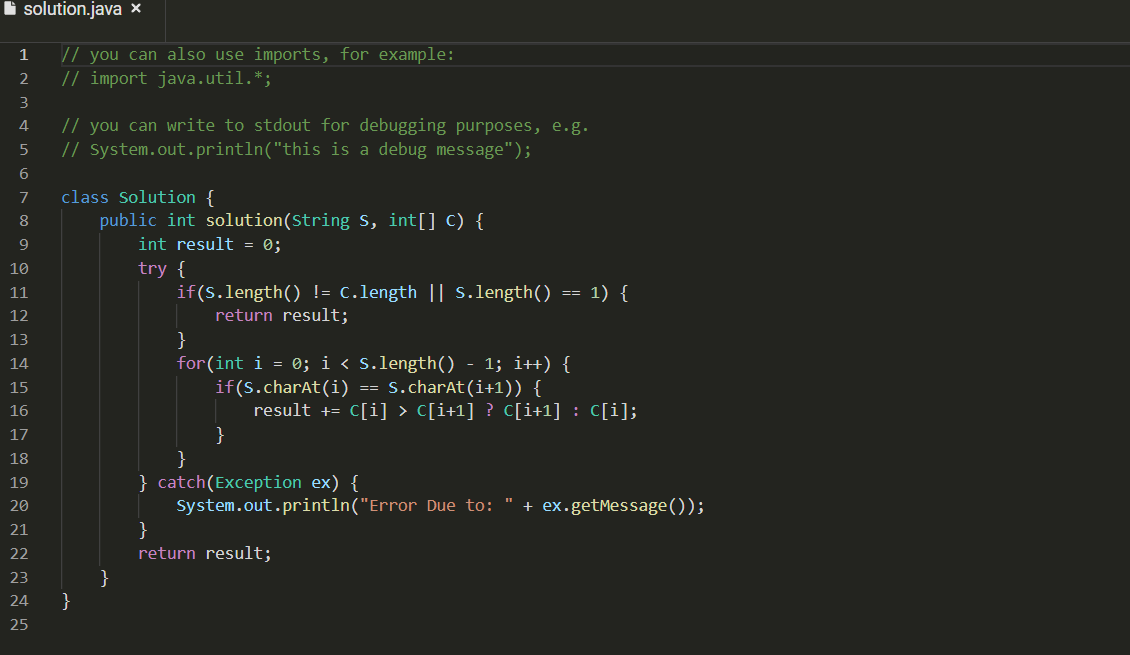 solution.java ×
1 // you can also use imports, for example:
2 // import java.util.*;
3
4 // you can write to stdout for debugging purposes, e.g.
5 // System.out.println("this is a debug message");
6
7 class Solution {
8     public int solution(String S, int[] C) {
9         int result = 0;
10         try {
11             if(S.length() != C.length || S.length() == 1) {
12                 return result;
13             }
14             for(int i = 0; i < S.length() - 1; i++) {
15                 if(S.charAt(i) == S.charAt(i+1)) {
16                     result += C[i] > C[i+1] ? C[i+1] : C[i];
17                 }
18             }
19         } catch(Exception ex) {
20             System.out.println("Error Due to: " + ex.getMessage());
21         }
22         return result;
23     }
24 }
25